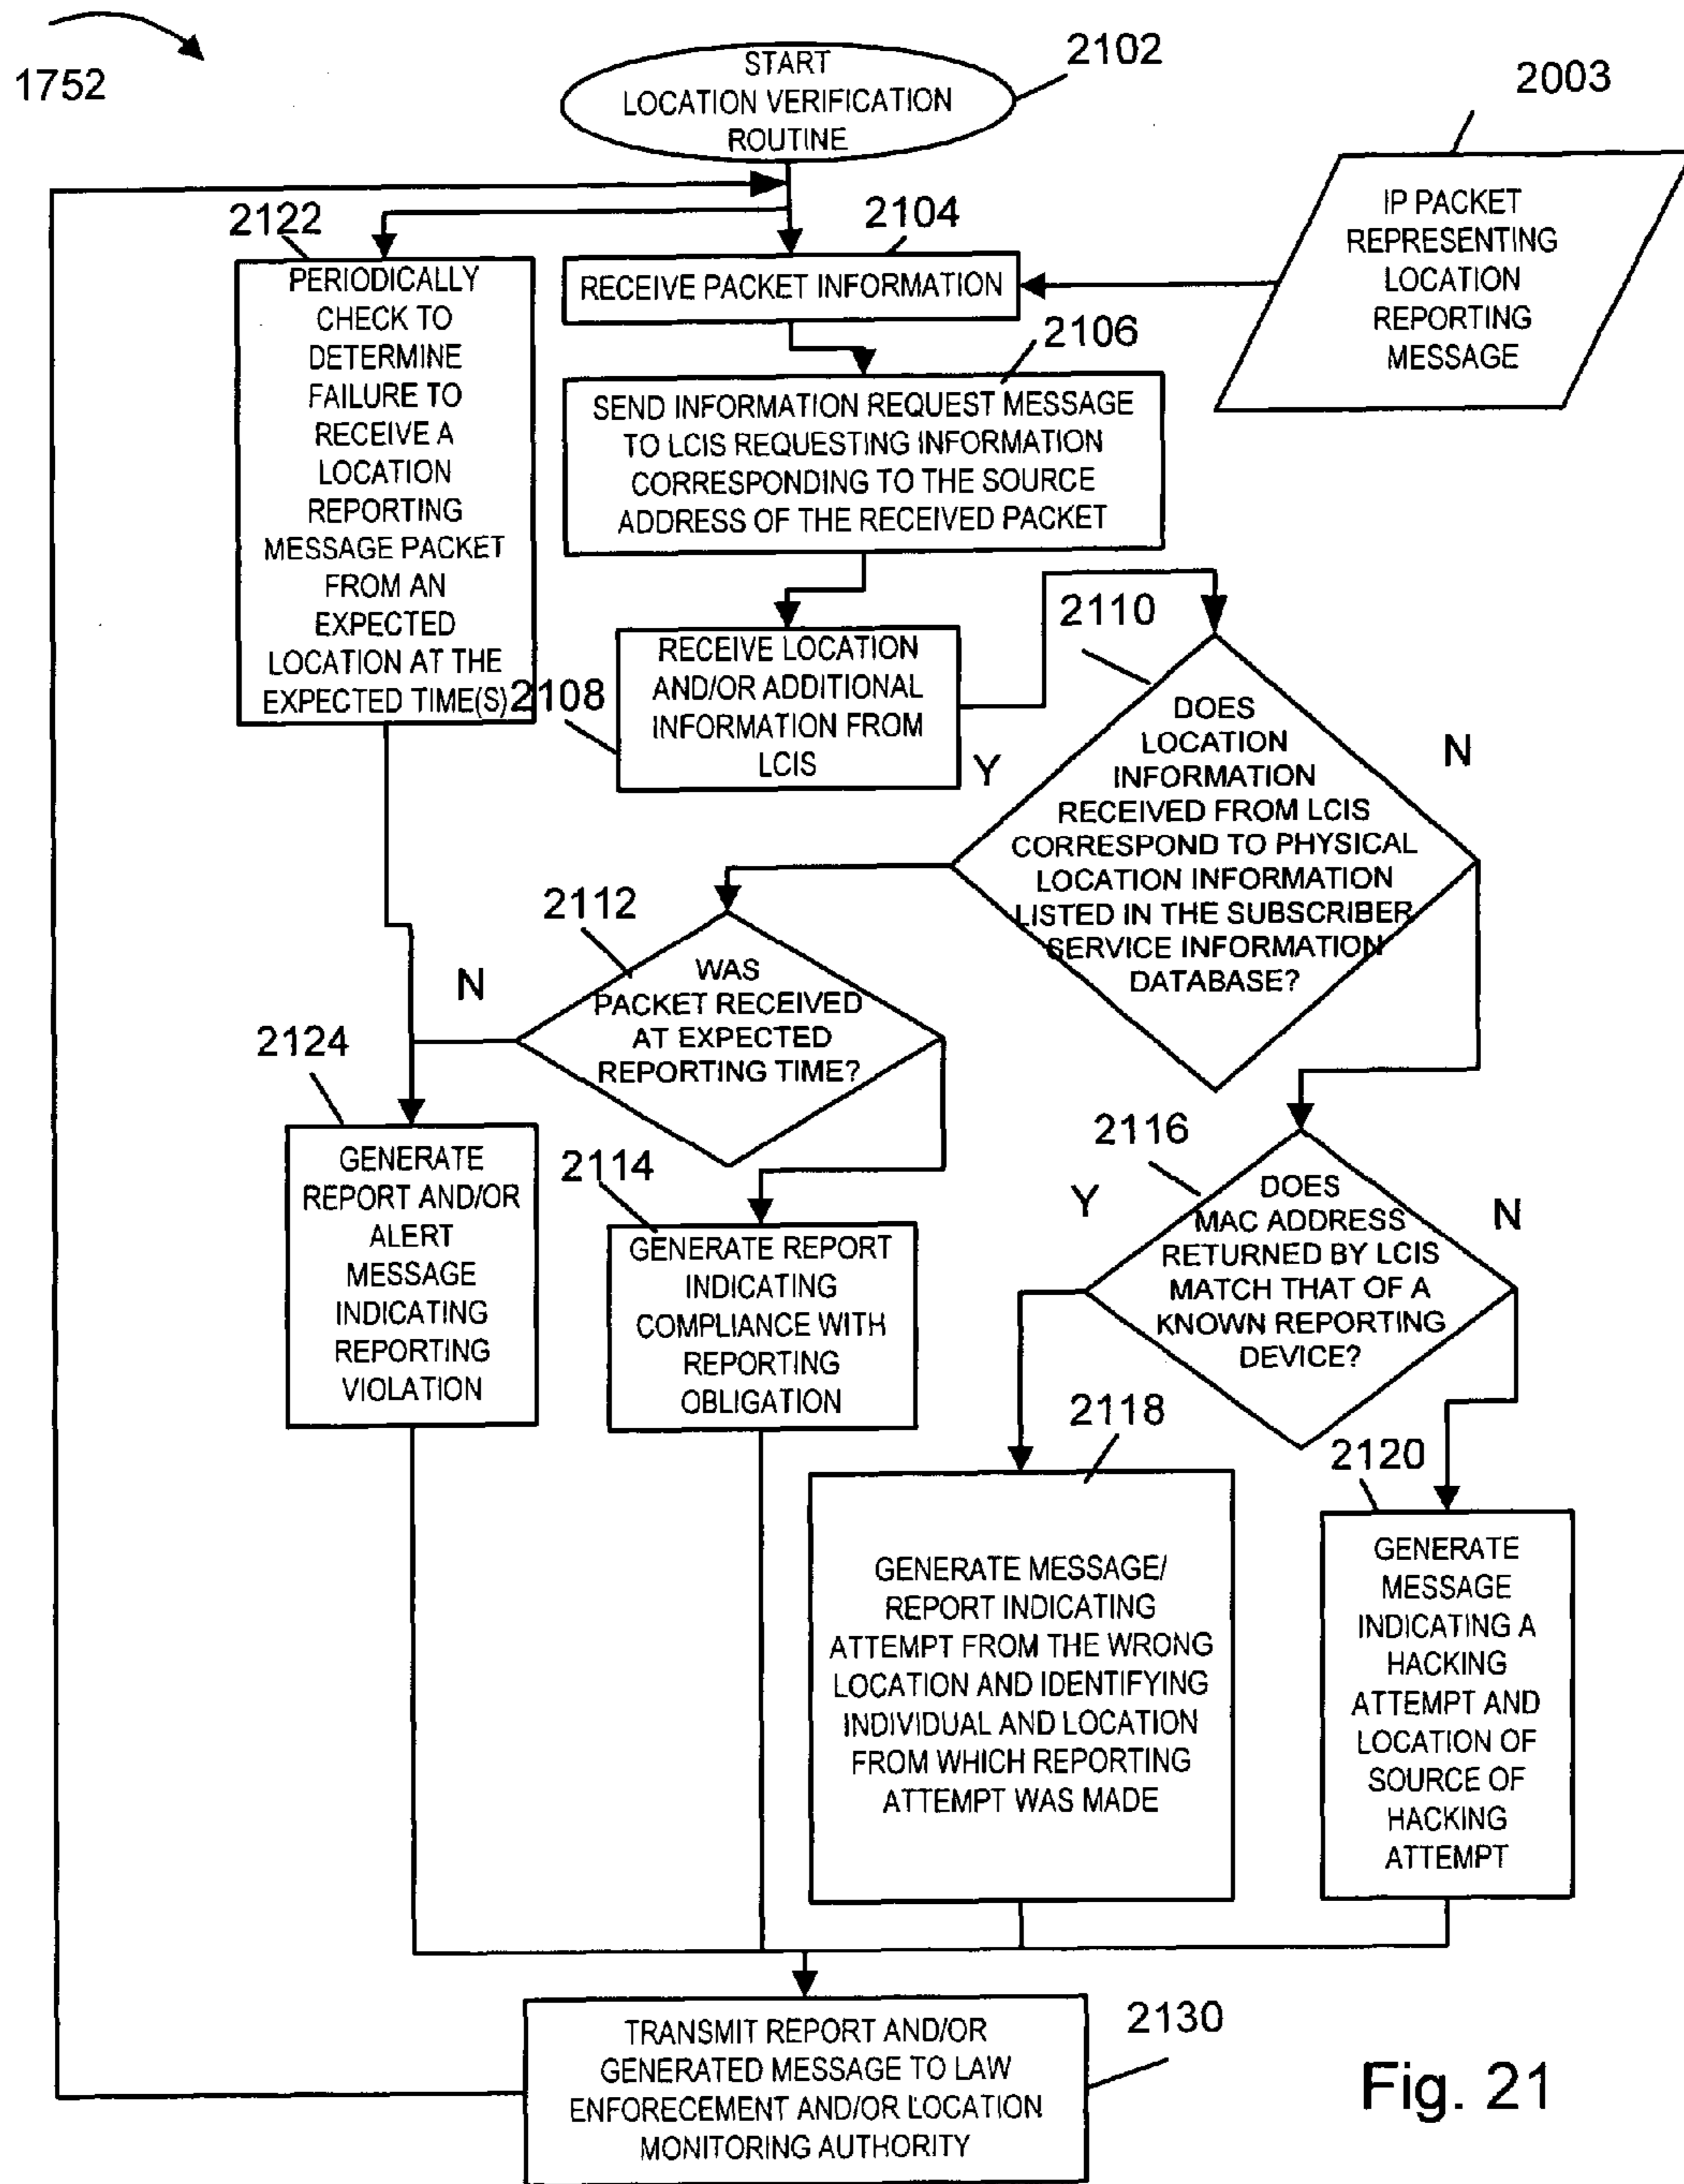 1752
START
LOCATION VERIFICATION
ROUTINE
2102
2003
IP PACKET
REPRESENTING
LOCATION
REPORTING
MESSAGE
2122
PERIODICALLY
CHECK TO
DETERMINE
FAILURE TO
RECEIVE A
LOCATION
REPORTING
MESSAGE PACKET
FROM AN
EXPECTED
LOCATION AT THE
EXPECTED TIME(S)
2104
RECEIVE PACKET INFORMATION
2106
SEND INFORMATION REQUEST MESSAGE
TO LCIS REQUESTING INFORMATION
CORRESPONDING TO THE SOURCE
ADDRESS OF THE RECEIVED PACKET
2108
RECEIVE LOCATION
AND/OR ADDITIONAL
INFORMATION FROM
LCIS
2110
Y
N
DOES
LOCATION
INFORMATION
RECEIVED FROM LCIS
CORRESPOND TO PHYSICAL
LOCATION INFORMATION
LISTED IN THE SUBSCRIBER
SERVICE INFORMATION
DATABASE?
2112
N
WAS
PACKET RECEIVED
AT EXPECTED
REPORTING TIME?
2124
GENERATE
REPORT AND/OR
ALERT
MESSAGE
INDICATING
REPORTING
VIOLATION
2114
GENERATE REPORT
INDICATING
COMPLIANCE WITH
REPORTING
OBLIGATION
2116
Y
N
DOES
MAC ADDRESS
RETURNED BY LCIS
MATCH THAT OF A
KNOWN REPORTING
DEVICE?
2118
GENERATE MESSAGE/
REPORT INDICATING
ATTEMPT FROM THE WRONG
LOCATION AND IDENTIFYING
INDIVIDUAL AND LOCATION
FROM WHICH REPORTING
ATTEMPT WAS MADE
2120
GENERATE
MESSAGE
INDICATING A
HACKING
ATTEMPT AND
LOCATION OF
SOURCE OF
HACKING
ATTEMPT
2130
TRANSMIT REPORT AND/OR
GENERATED MESSAGE TO LAW
ENFORECEMENT AND/OR LOCATION
MONITORING AUTHORITY
Fig. 21